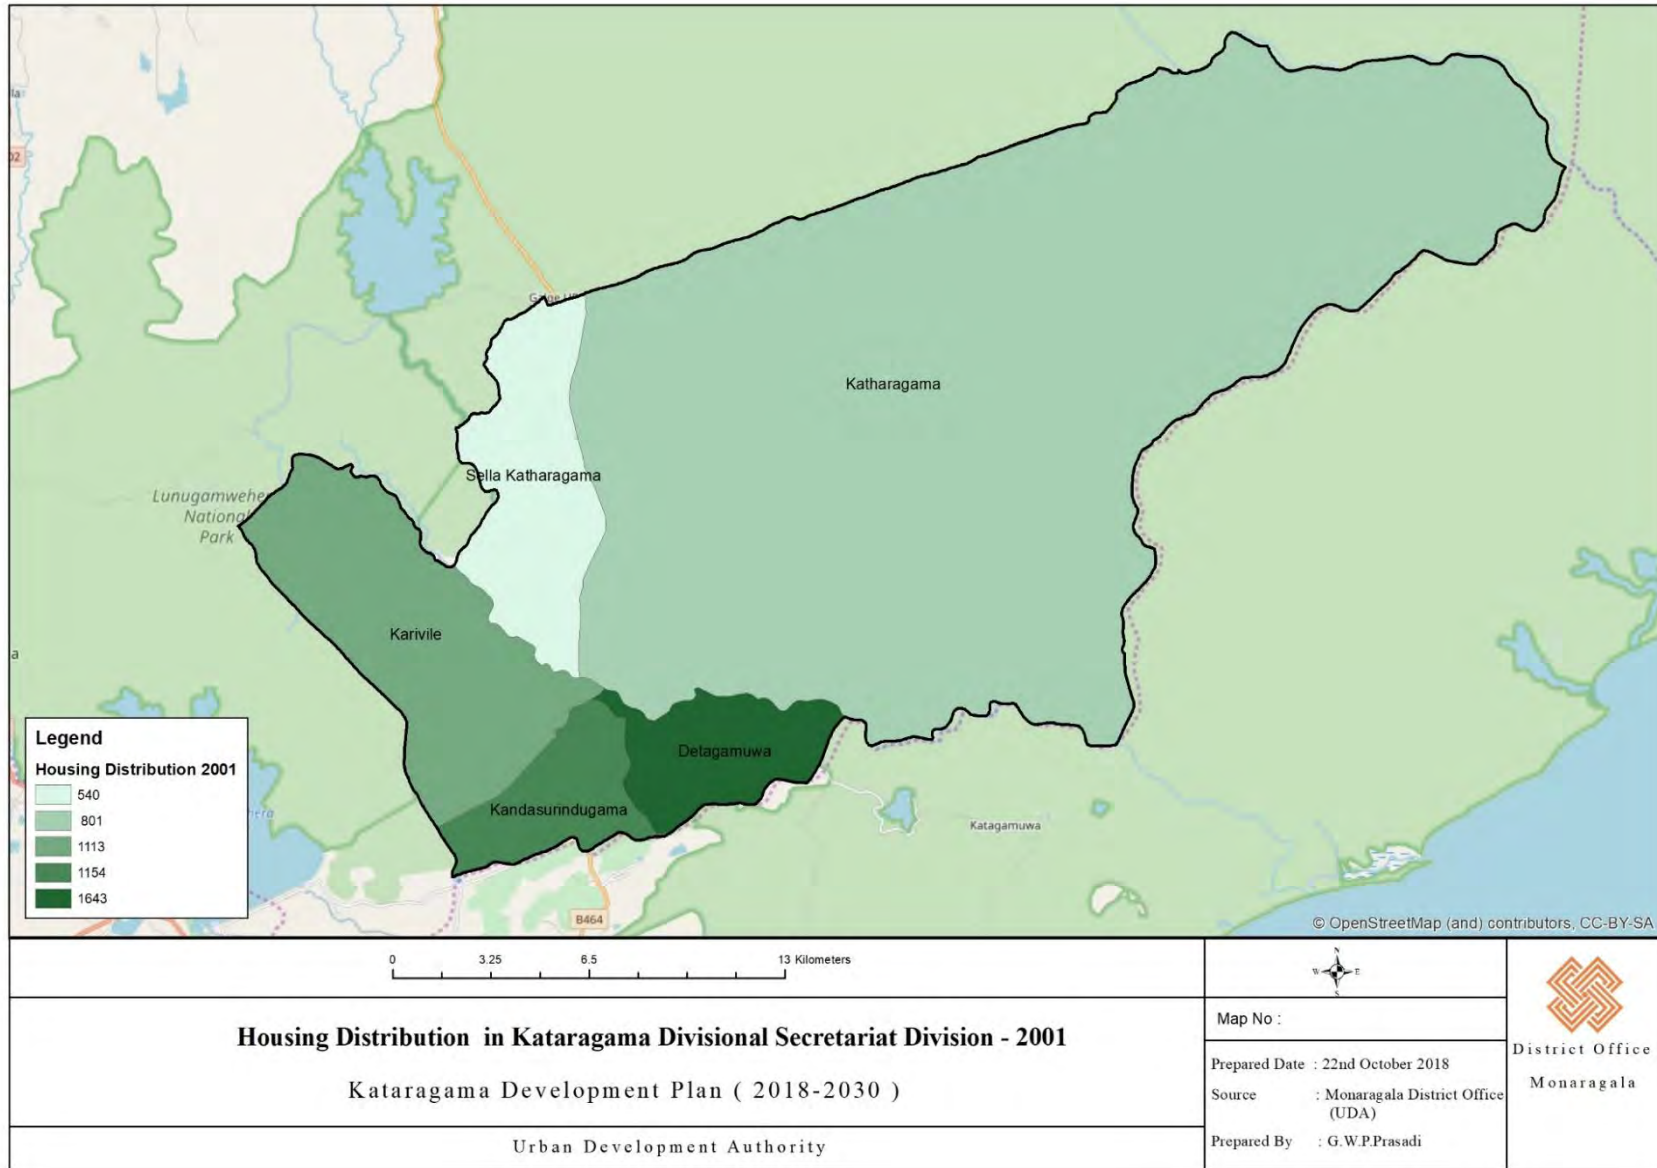 02
Galge
Katharagama
Sella Katharagama
Lunugamwehe
National
Park
Karivile
a
Detagamuwa
Kandasurindugama
Katagamuwa
B464
Legend
Housing Distribution 2001
540
801
1113
1154
1643
© OpenStreetMap (and) contributors, CC-BY-SA
0 3.25 6.5 13 Kilometers
N
W E
S
Housing Distribution in Kataragama Divisional Secretariat Division - 2001
Kataragama Development Plan ( 2018-2030 )
Urban Development Authority
Map No :
Prepared Date : 22nd October 2018
Source : Monaragala District Office
(UDA)
Prepared By : G.W.P.Prasadi
District Office
Monaragala